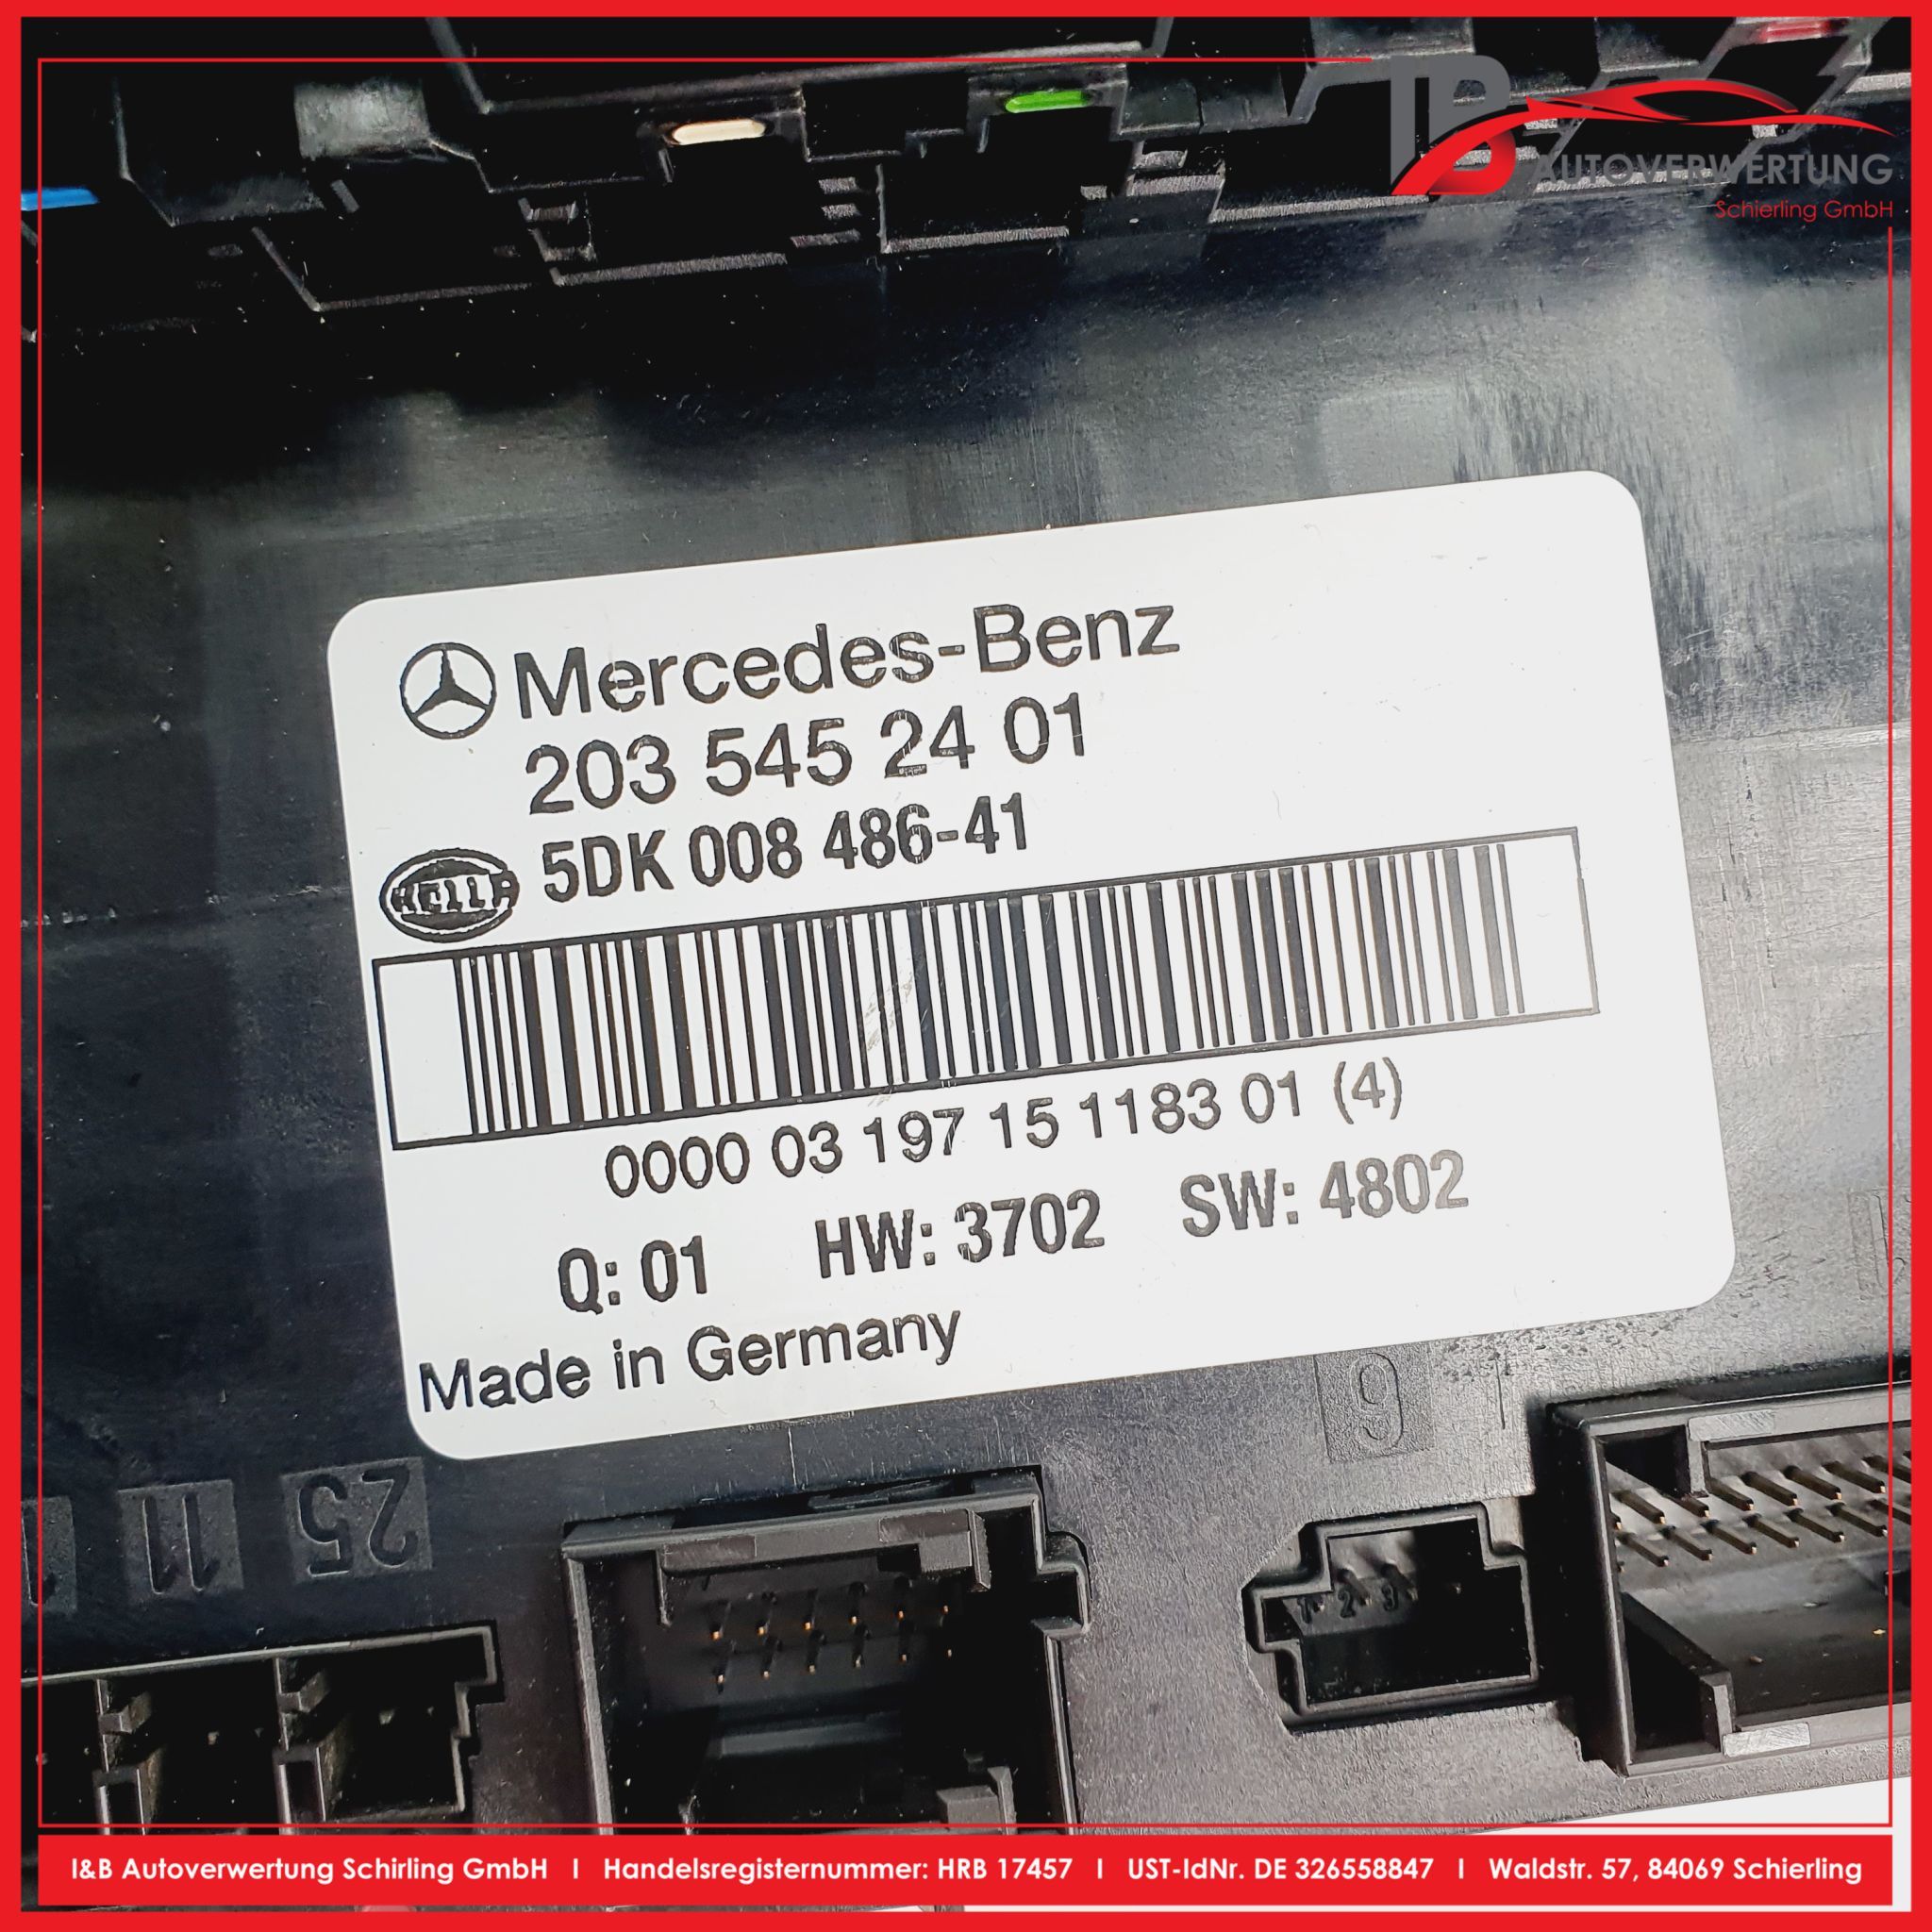 IB
AUTOVERWERTUNG
Schierling GmbH
Mercedes-Benz
203 545 24 01
HELLA 5DK 008 486-41
0000 03 197 15 1183 01 (4)
Q: 01 HW: 3702 SW: 4802
Made in Germany
9 1
11 25
1 2 3
I&B Autoverwertung Schirling GmbH I Handelsregisternummer: HRB 17457 I UST-IdNr. DE 326558847 I Waldstr. 57, 84069 Schierling